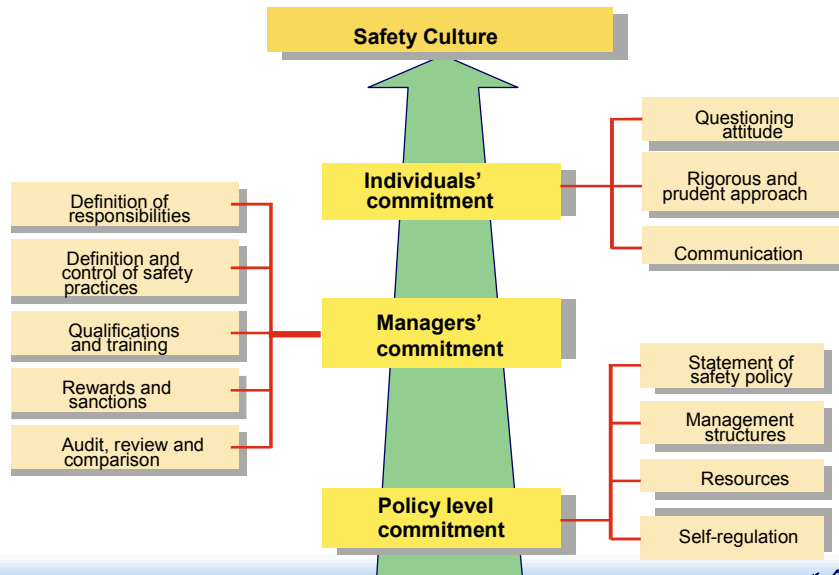 Safety Culture
Questioning
attitude
Individuals'
commitment
Rigorous and
prudent approach
Communication
Definition of
responsibilities
Definition and
control of safety
practices
Qualifications
and training
Rewards and
sanctions
Audit, review and
comparison
Managers'
commitment
Statement of
safety policy
Management
structures
Resources
Self-regulation
Policy level
commitment